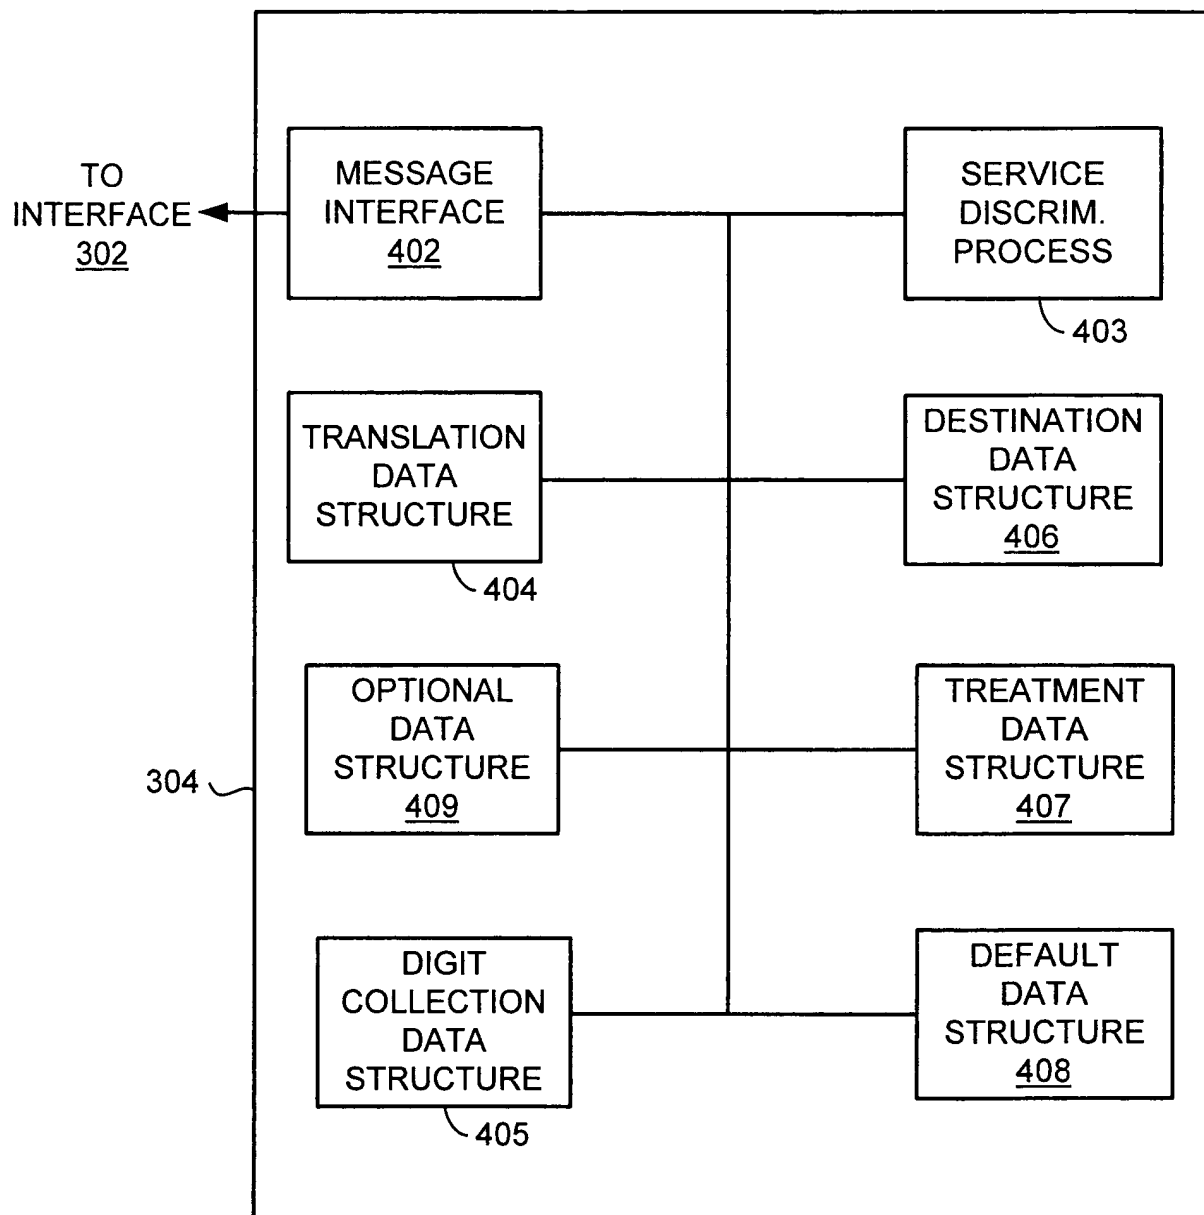 TO
INTERFACE
302
MESSAGE
INTERFACE
402
SERVICE
DISCRIM.
PROCESS
403
TRANSLATION
DATA
STRUCTURE
404
DESTINATION
DATA
STRUCTURE
406
304
OPTIONAL
DATA
STRUCTURE
409
TREATMENT
DATA
STRUCTURE
407
DIGIT
COLLECTION
DATA
STRUCTURE
405
DEFAULT
DATA
STRUCTURE
408